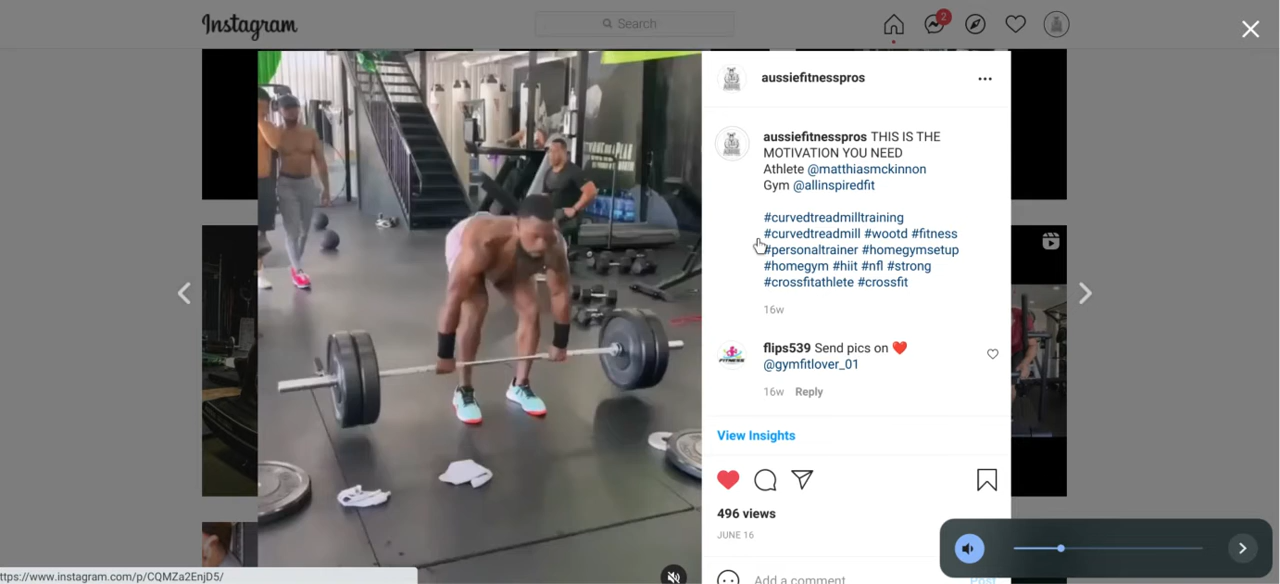 Instagram
Search
2
aussiefitnesspros
aussiefitnesspros THIS IS THE
MOTIVATION YOU NEED
Athlete @matthiasmckinnon
Gym @allinspiredfit
#curvedtreadmilltraining
#curvedtreadmill #wootd #fitness
#personaltrainer #homegymsetup
#homegym #hiit #nfl #strong
#crossfitathlete #crossfit
16w
flips539 Send pics on ❤️
@gymfitlover_01
16w Reply
View Insights
496 views
JUNE 16
Add a comment
Post
ttps://www.instagram.com/p/CQMZa2EnjD5/